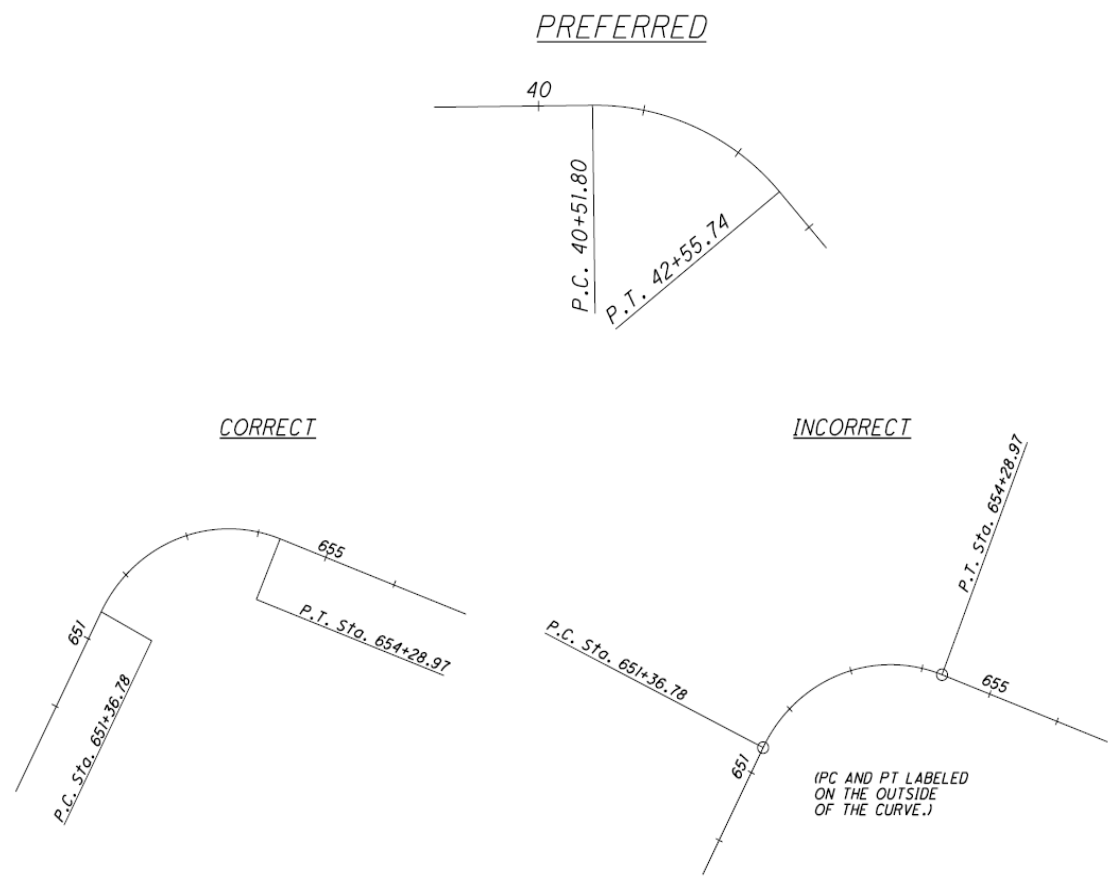 PREFERRED
40
P.C. 40+51.80
P.T. 42+55.74
CORRECT
651
655
P.C. Sta. 651+36.78
P.T. Sta. 654+28.97
INCORRECT
P.C. Sta. 651+36.78
P.T. Sta. 654+28.97
651
655
(PC AND PT LABELED
ON THE OUTSIDE
OF THE CURVE.)